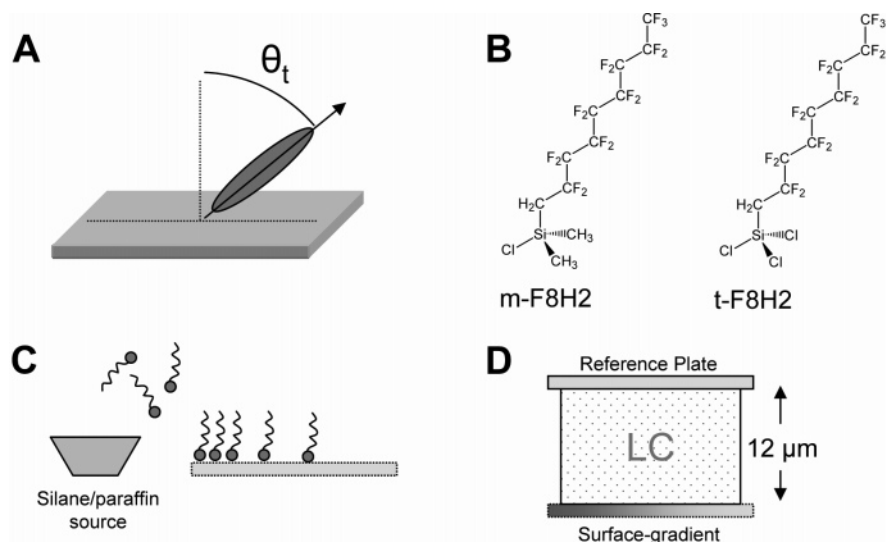 A
θt
B
CF3
CF2
F2C
CF2
F2C
CF2
F2C
CF2
H2C
Si
CH3
Cl
CH3
m-F8H2
CF3
CF2
F2C
CF2
F2C
CF2
F2C
CF2
H2C
Si
Cl
Cl
Cl
t-F8H2
C
Silane/paraffin
source
D
Reference Plate
LC
12 µm
Surface-gradient